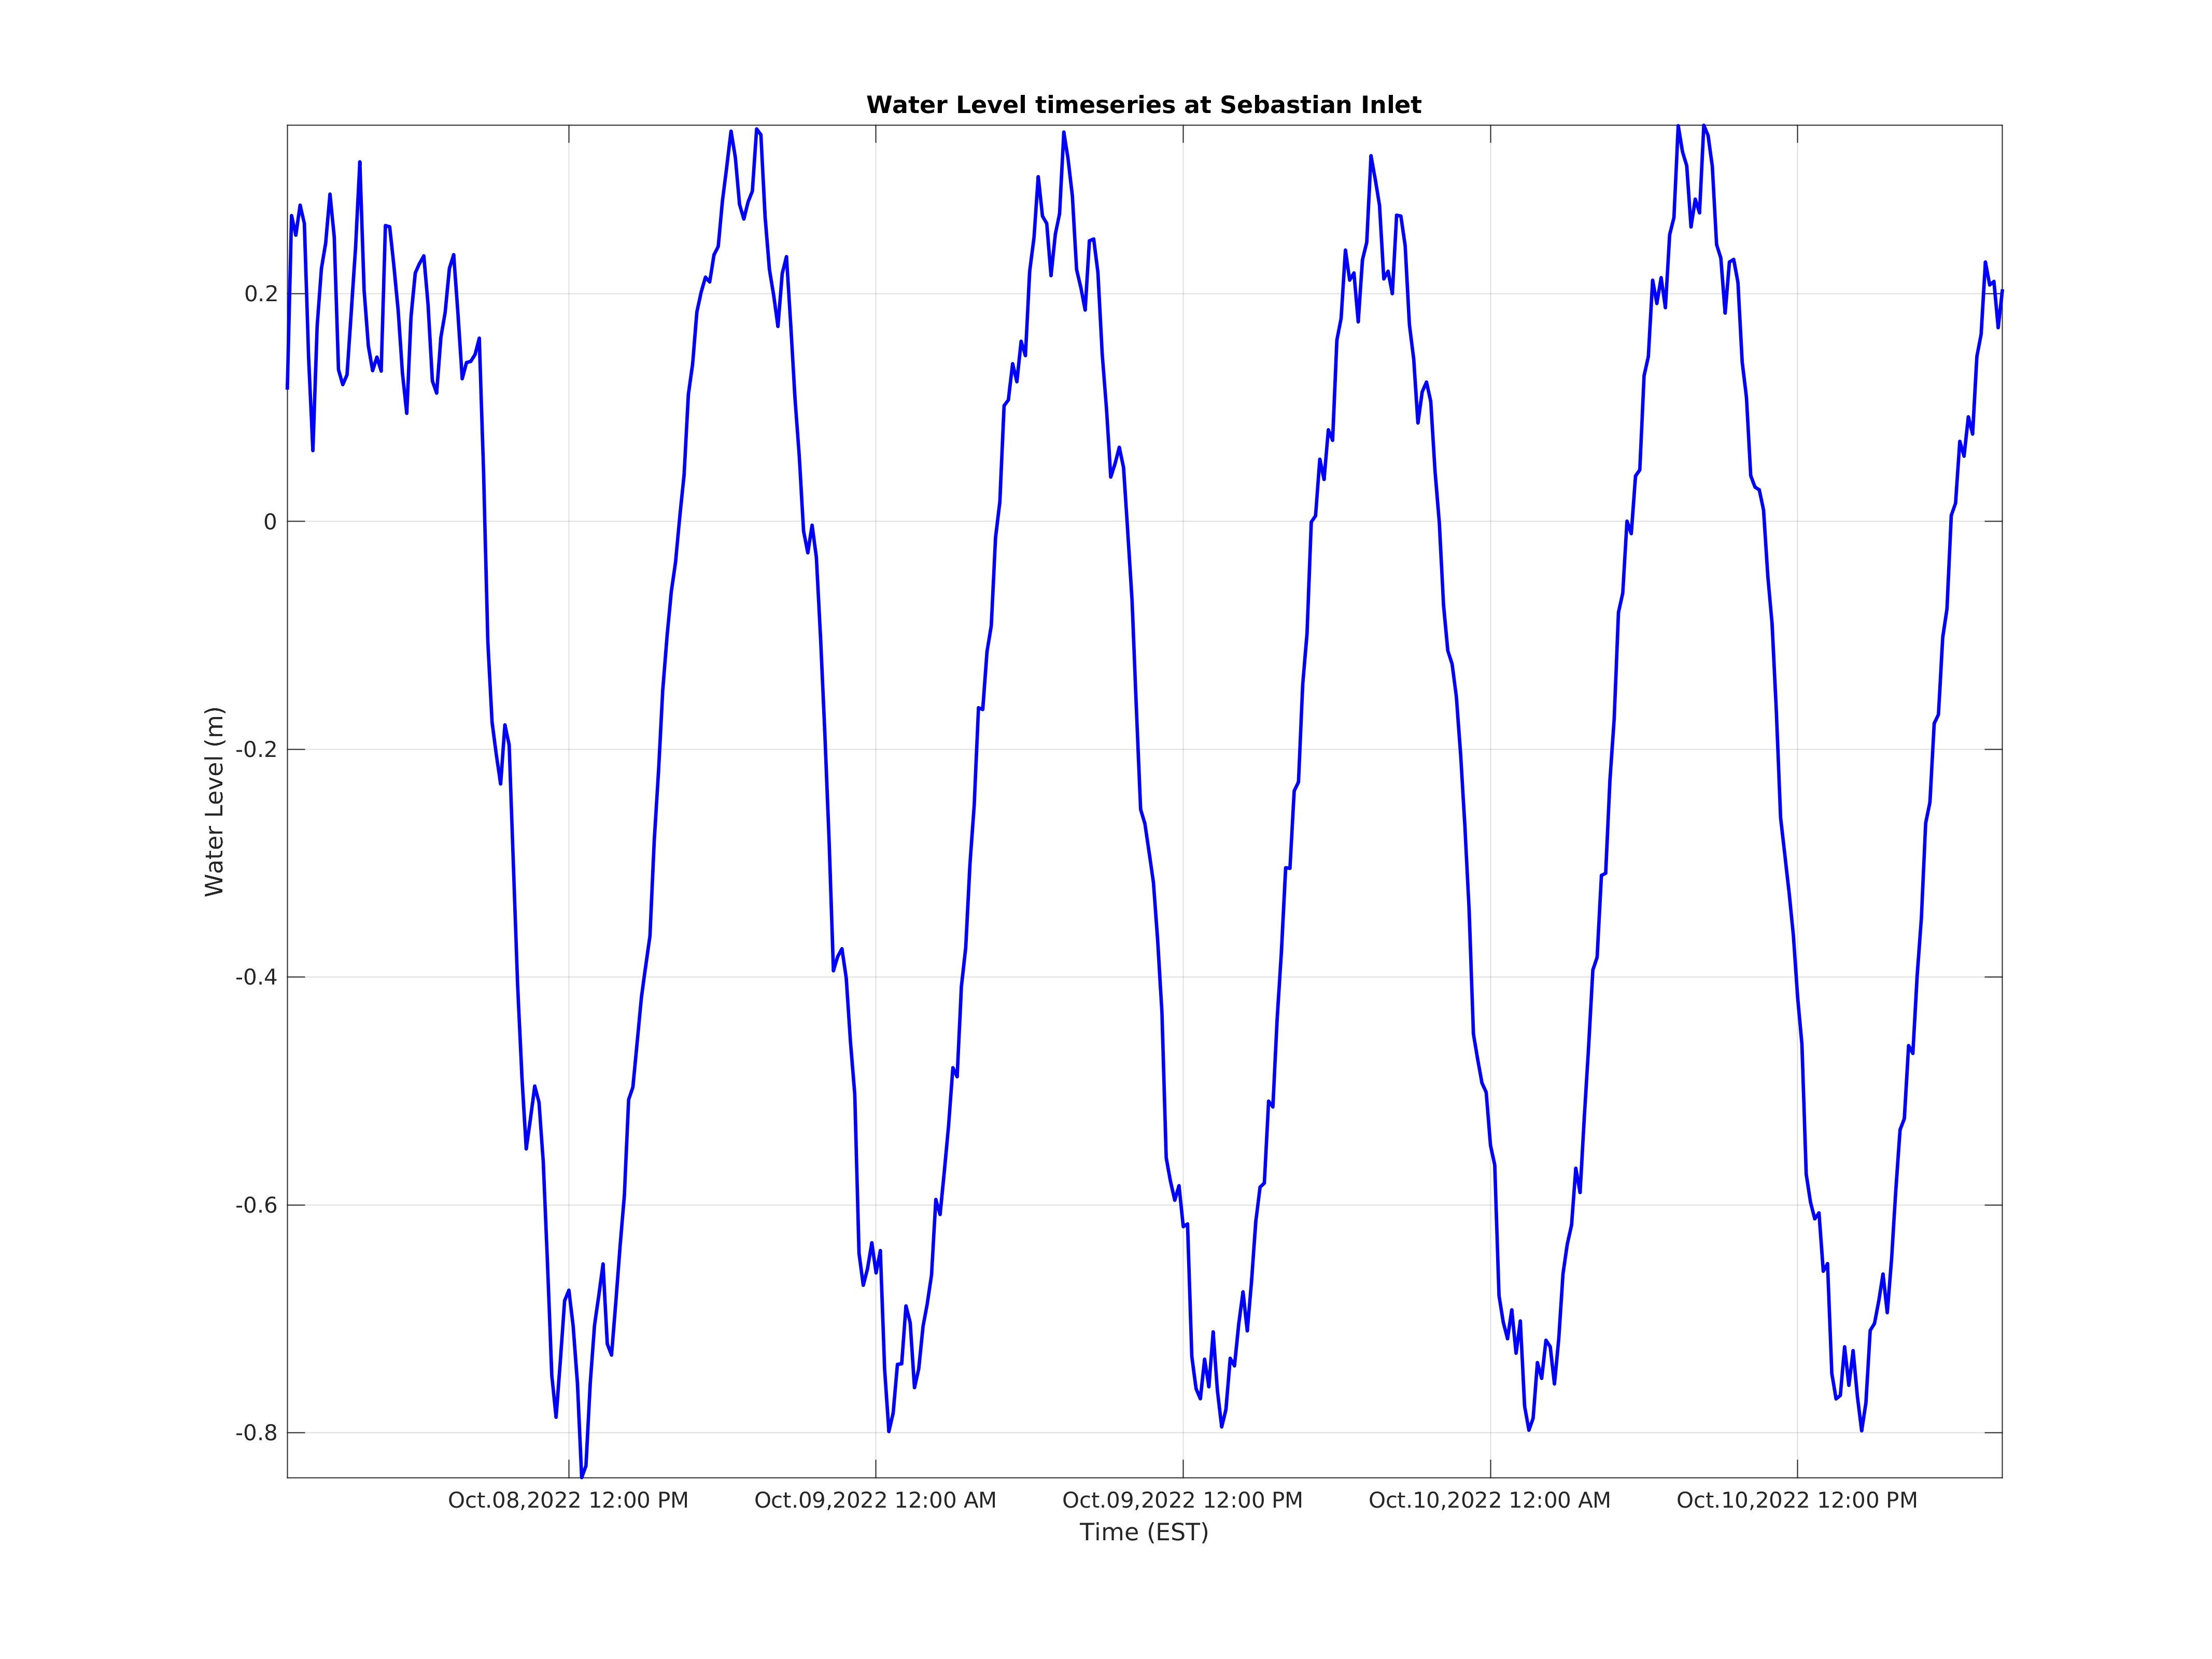 Water Level timeseries at Sebastian Inlet
0.2
0
-0.2
-0.4
-0.6
-0.8
Water Level (m)
Oct.08,2022 12:00 PM
Oct.09,2022 12:00 AM
Oct.09,2022 12:00 PM
Oct.10,2022 12:00 AM
Oct.10,2022 12:00 PM
Time (EST)